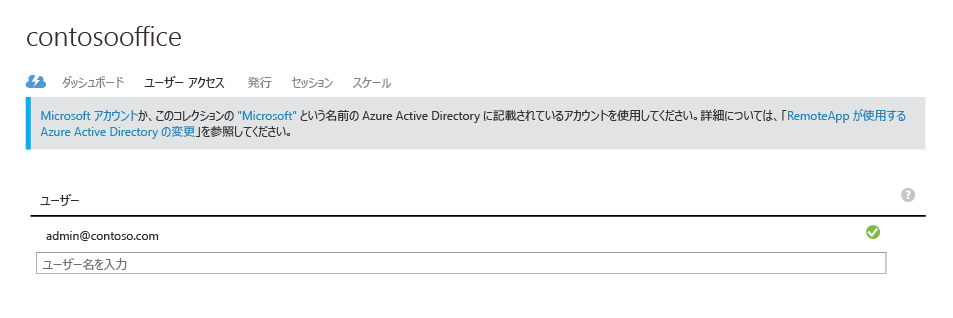 contosooffice
ダッシュボード ユーザー アクセス 発行 セッション スケール
Microsoft アカウントか、このコレクションの "Microsoft" という名前の Azure Active Directory に記載されているアカウントを使用してください。詳細については、「RemoteApp が使用する
Azure Active Directory の変更」を参照してください。
ユーザー ?
admin@contoso.com
ユーザー名を入力